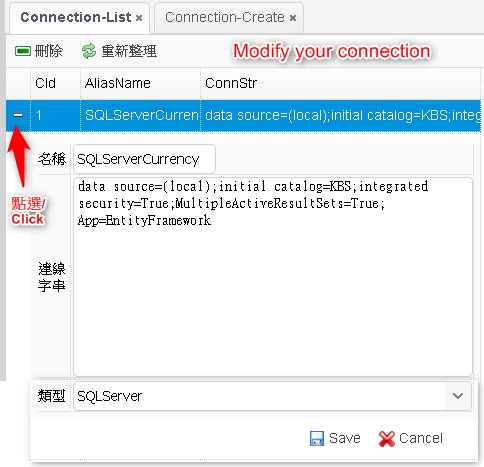 Connection-List × Connection-Create ×
刪除 重新整理 Modify your connection
CId AliasName ConnStr
1 SQLServerCurren data source=(local);initial catalog=KBS;integ
名稱 SQLServerCurrency
data source=(local);initial catalog=KBS;integrated
security=True;MultipleActiveResultSets=True;
App=EntityFramework
點選/
Click
連線
字串
類型 SQLServer
Save Cancel